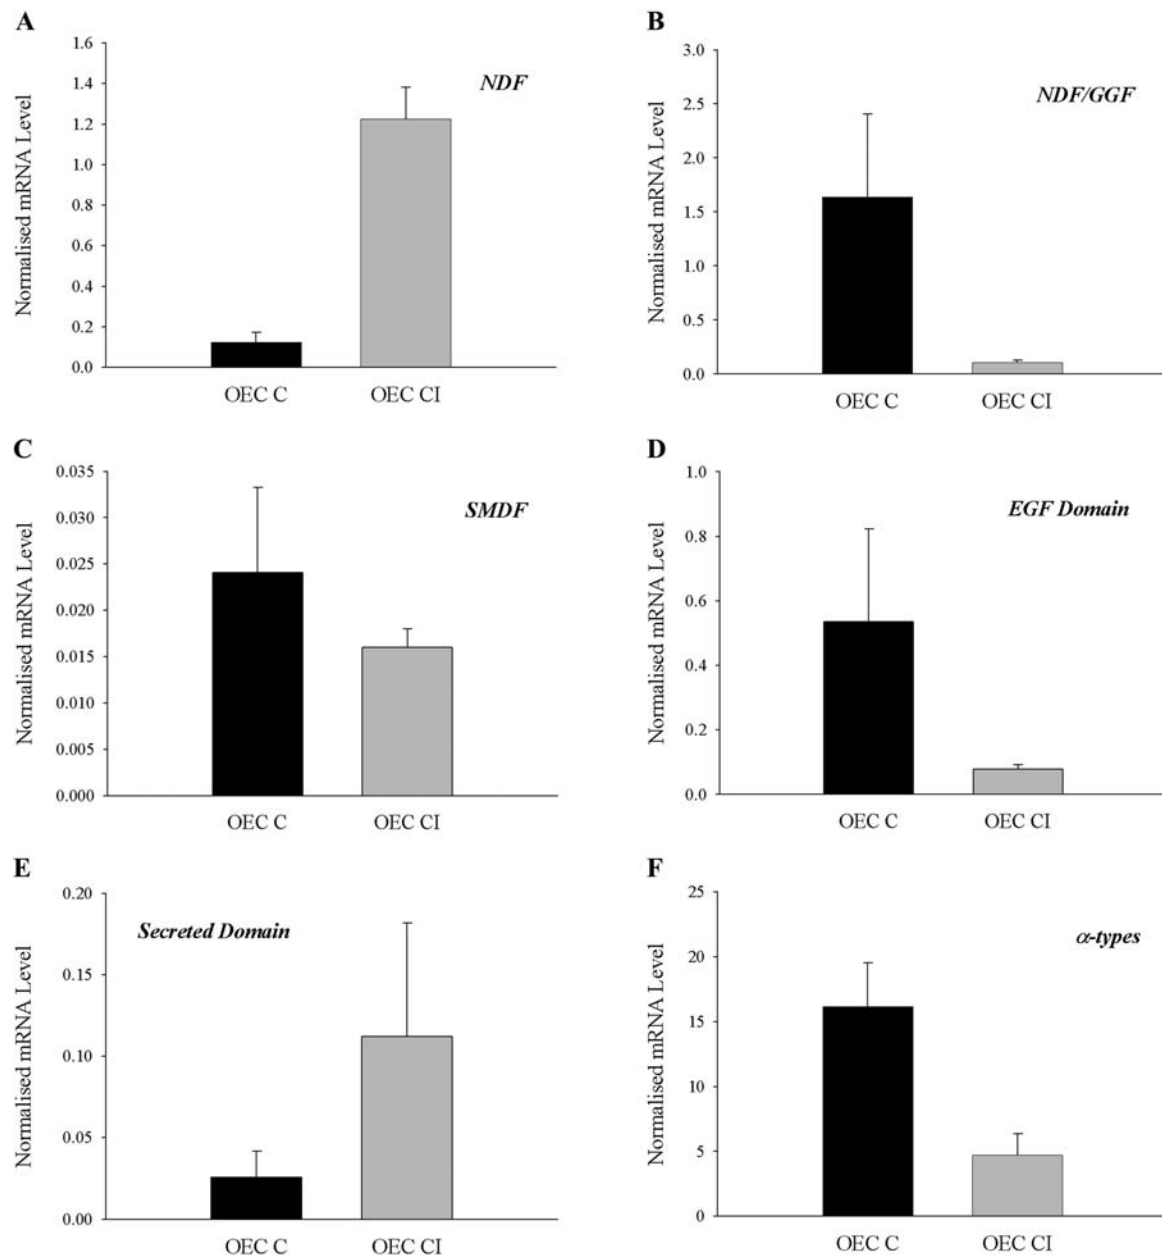 A
NDF
Normalised mRNA Level
1.6
1.4
1.2
1.0
0.8
0.6
0.4
0.2
0.0
OEC C
OEC CI
B
NDF/GGF
Normalised mRNA Level
3.0
2.5
2.0
1.5
1.0
0.5
0.0
OEC C
OEC CI
C
SMDF
Normalised mRNA Level
0.035
0.030
0.025
0.020
0.015
0.010
0.005
0.000
OEC C
OEC CI
D
EGF Domain
Normalised mRNA Level
1.0
0.8
0.6
0.4
0.2
0.0
OEC C
OEC CI
E
Secreted Domain
Normalised mRNA Level
0.20
0.15
0.10
0.05
0.00
OEC C
OEC CI
F
α-types
Normalised mRNA Level
25
20
15
10
5
0
OEC C
OEC CI